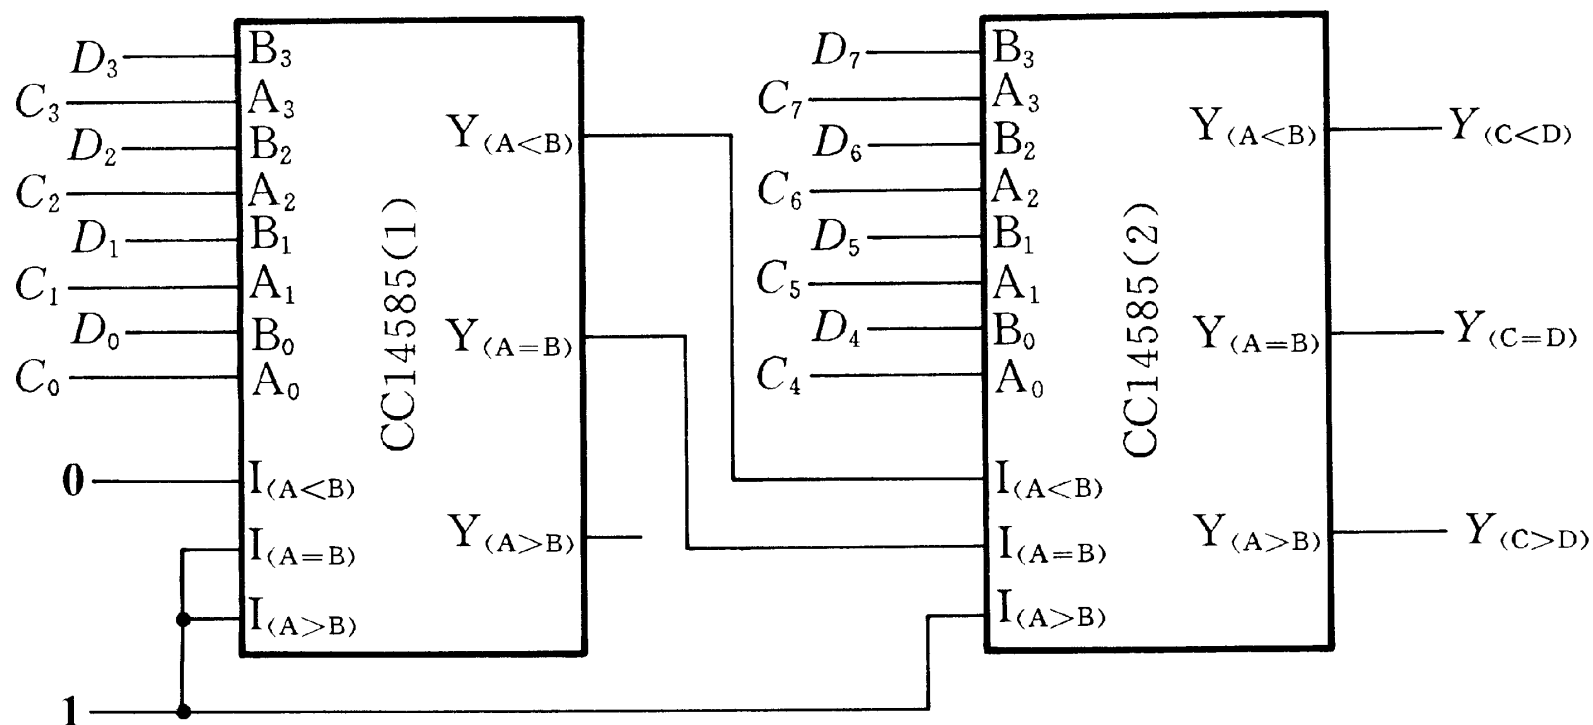 D₃
C₃
D₂
C₂
D₁
C₁
D₀
C₀
0
1
B₃
A₃
B₂
A₂
B₁
A₁
B₀
A₀
I(A<B)
I(A=B)
I(A>B)
CC14585(1)
Y(A<B)
Y(A=B)
Y(A>B)
D₇
C₇
D₆
C₆
D₅
C₅
D₄
C₄
B₃
A₃
B₂
A₂
B₁
A₁
B₀
A₀
I(A<B)
I(A=B)
I(A>B)
CC14585(2)
Y(A<B)
Y(A=B)
Y(A>B)
Y(C<D)
Y(C=D)
Y(C>D)